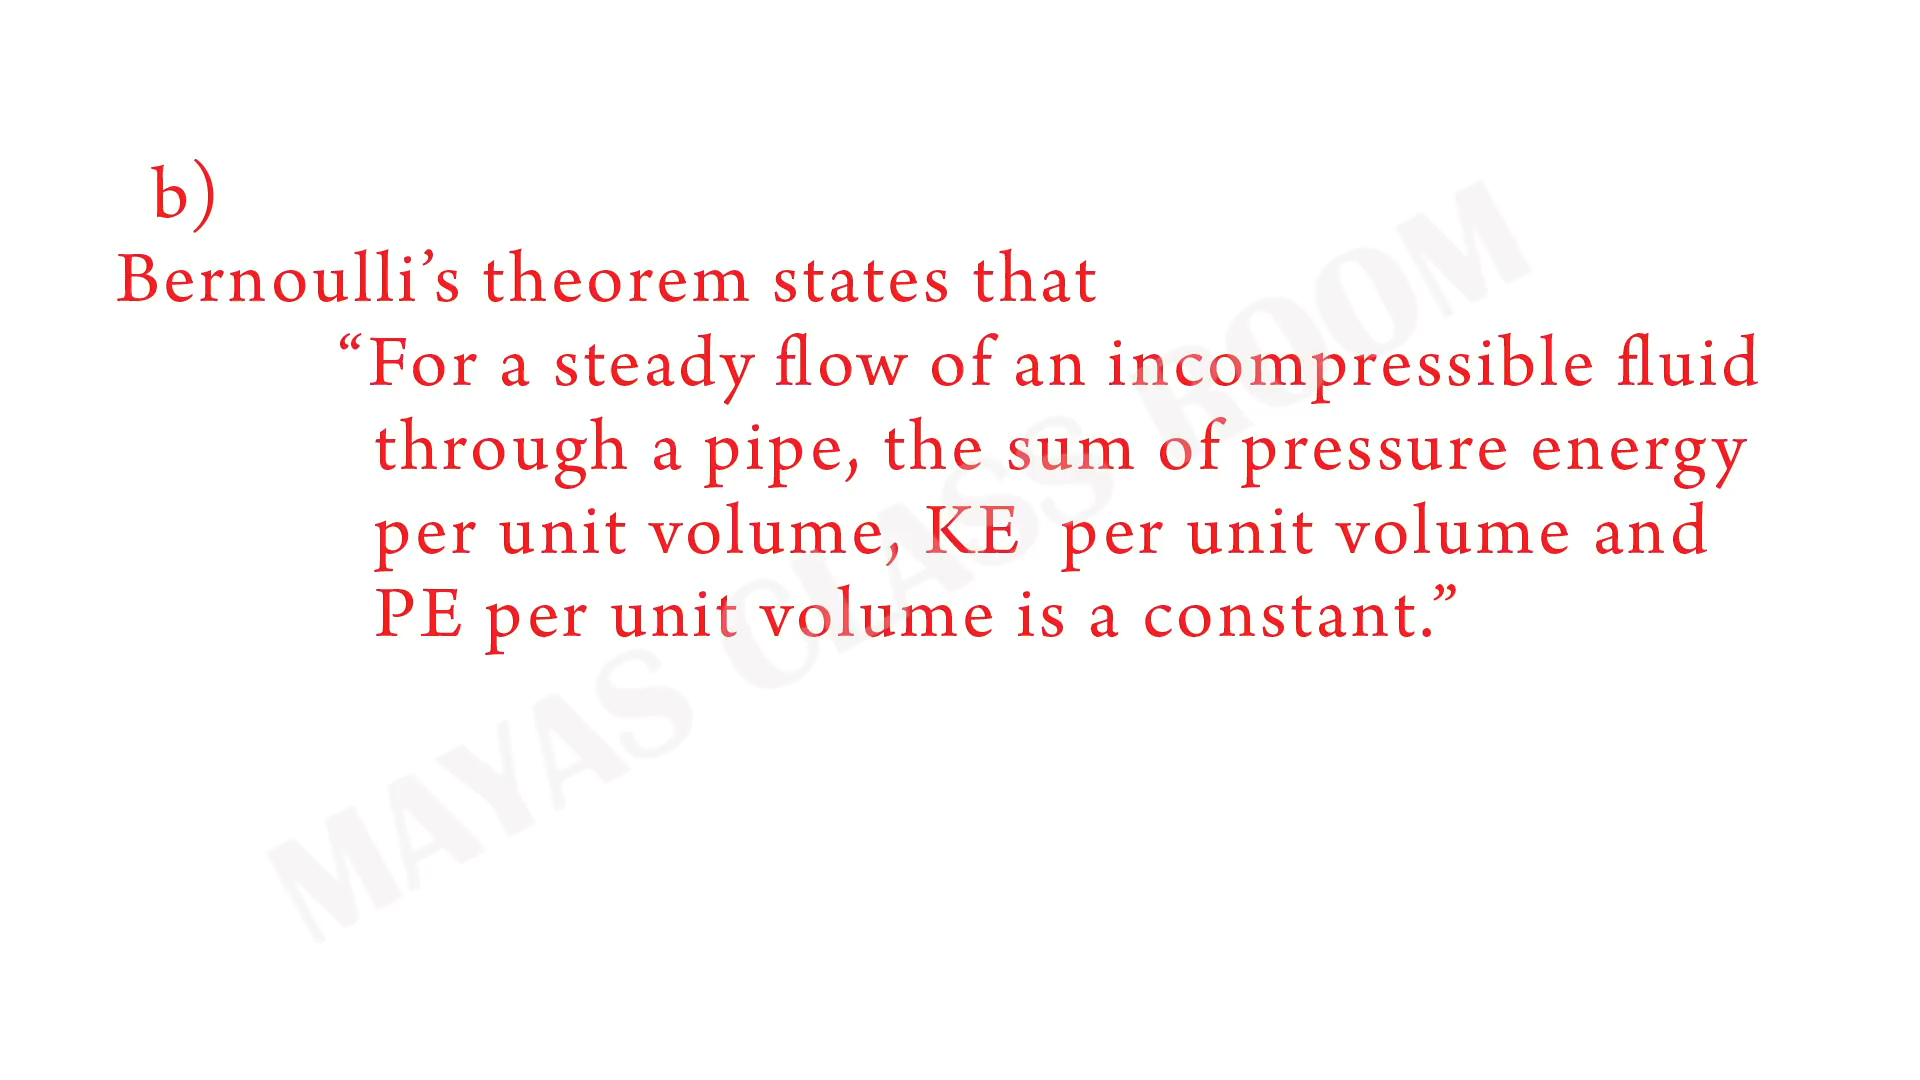 b)
Bernoulli’s theorem states that
“For a steady flow of an incompressible fluid
through a pipe, the sum of pressure energy
per unit volume, KE per unit volume and
PE per unit volume is a constant.”
MAYAS CLASS ROOM